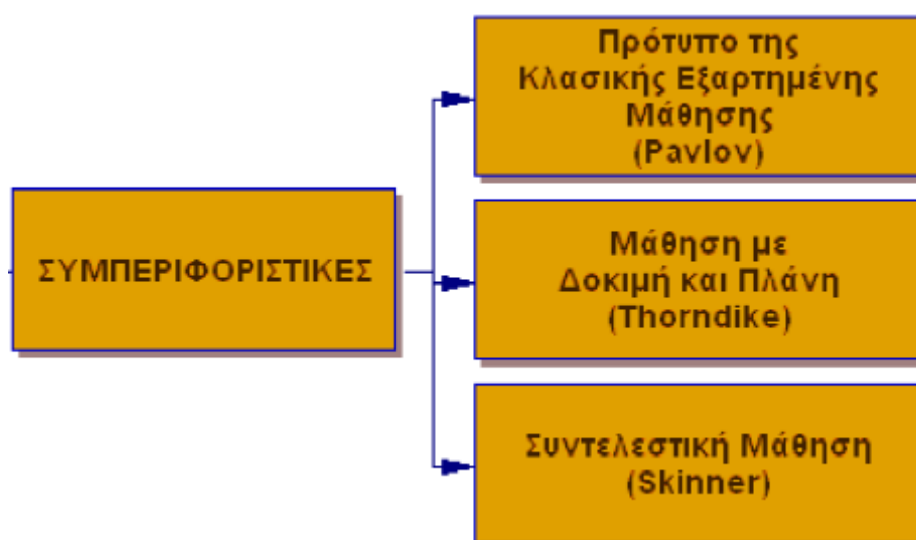 ΣΥΜΠΕΡΙΦΟΡΙΣΤΙΚΕΣ
Πρότυπο της
Κλασικής Εξαρτημένης
Μάθησης
(Pavlov)
Μάθηση με
Δοκιμή και Πλάνη
(Thorndike)
Συντελεστική Μάθηση
(Skinner)